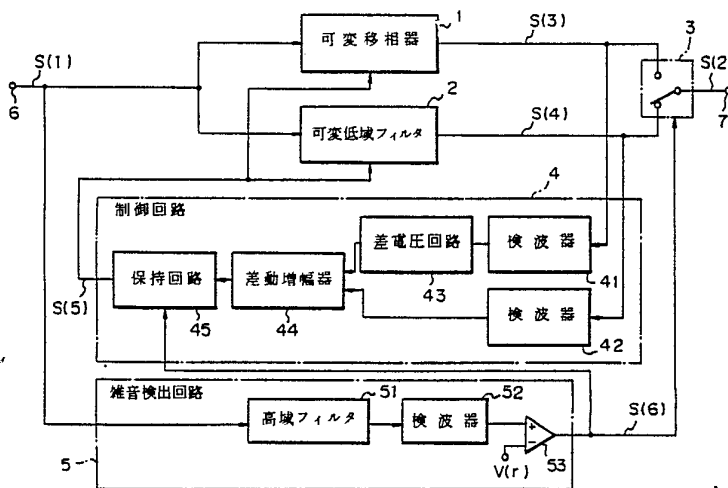 1
可変移相器
S(3)
3
S(1)
S(2
6
2
7
可変低域フィルタ
S(4)
4
制御回路
差電圧回路
検波器
保持回路
差動増幅器
43
41
S(5)
45
44
検波器
42
雑音検出回路
51
52
高域フィルタ
検波器
S(6)
5
53
V(r)